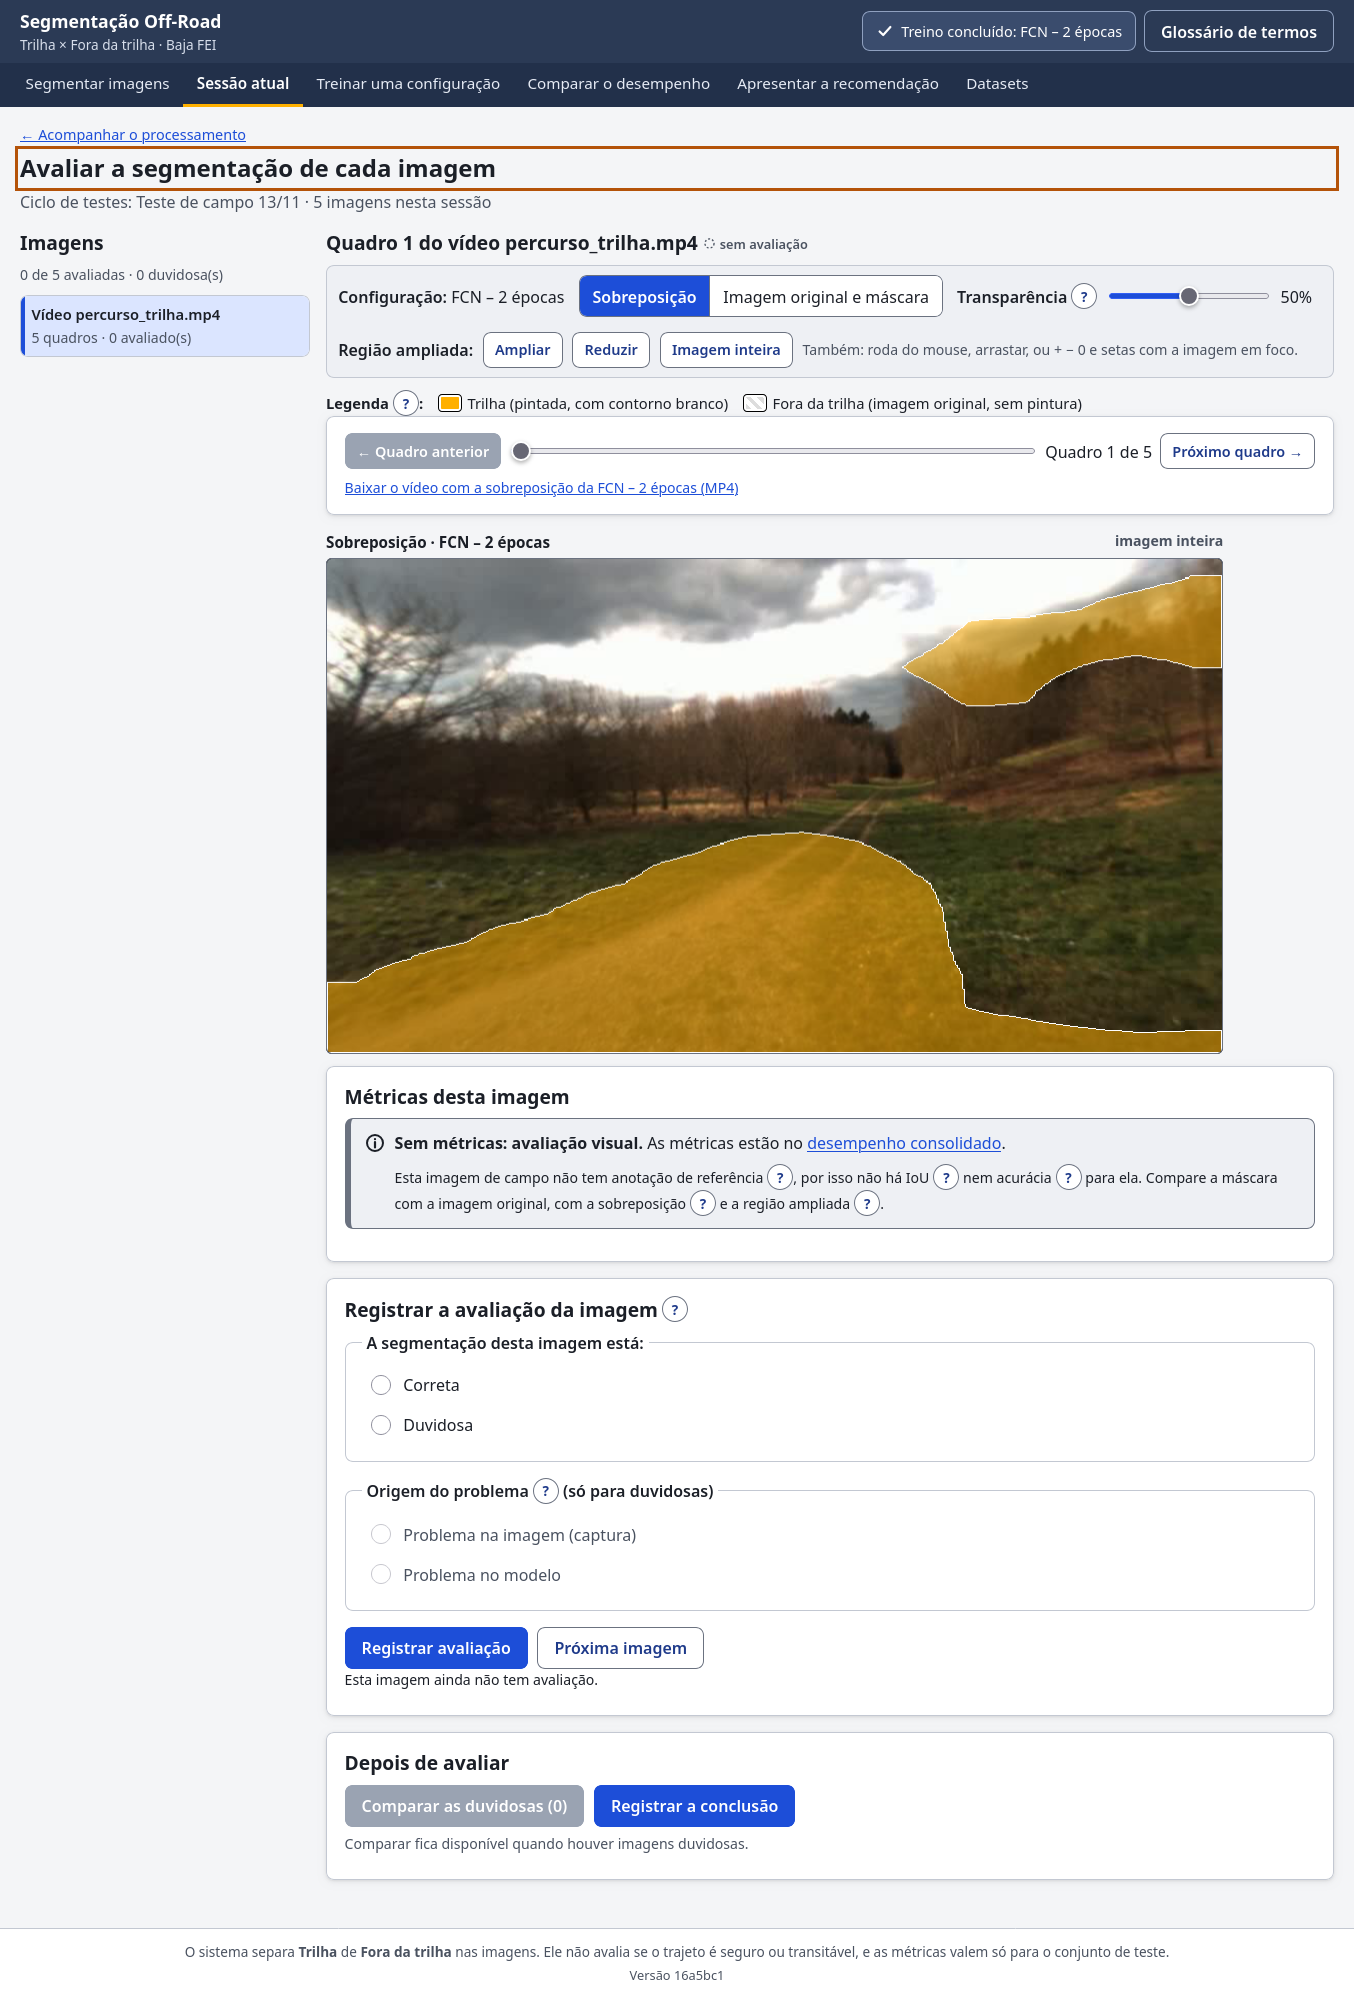 Segmentação Off-Road
Trilha × Fora da trilha · Baja FEI
✓ Treino concluído: FCN – 2 épocas
Glossário de termos
Segmentar imagens
Sessão atual
Treinar uma configuração
Comparar o desempenho
Apresentar a recomendação
Datasets
← Acompanhar o processamento
Avaliar a segmentação de cada imagem
Ciclo de testes: Teste de campo 13/11 · 5 imagens nesta sessão
Imagens
0 de 5 avaliadas · 0 duvidosa(s)
Vídeo percurso_trilha.mp4
5 quadros · 0 avaliado(s)
Quadro 1 do vídeo percurso_trilha.mp4 sem avaliação
Configuração: FCN – 2 épocas
Sobreposição
Imagem original e máscara
Transparência ?
50%
Região ampliada:
Ampliar
Reduzir
Imagem inteira
Também: roda do mouse, arrastar, ou + − 0 e setas com a imagem em foco.
Legenda ?:
Trilha (pintada, com contorno branco)
Fora da trilha (imagem original, sem pintura)
← Quadro anterior
Quadro 1 de 5
Próximo quadro →
Baixar o vídeo com a sobreposição da FCN – 2 épocas (MP4)
Sobreposição · FCN – 2 épocas
imagem inteira
Métricas desta imagem
Sem métricas: avaliação visual. As métricas estão no desempenho consolidado.
Esta imagem de campo não tem anotação de referência ?, por isso não há IoU ? nem acurácia ? para ela. Compare a máscara
com a imagem original, com a sobreposição ? e a região ampliada ?.
Registrar a avaliação da imagem ?
A segmentação desta imagem está:
Correta
Duvidosa
Origem do problema ? (só para duvidosas)
Problema na imagem (captura)
Problema no modelo
Registrar avaliação
Próxima imagem
Esta imagem ainda não tem avaliação.
Depois de avaliar
Comparar as duvidosas (0)
Registrar a conclusão
Comparar fica disponível quando houver imagens duvidosas.
O sistema separa Trilha de Fora da trilha nas imagens. Ele não avalia se o trajeto é seguro ou transitável, e as métricas valem só para o conjunto de teste.
Versão 16a5bc1